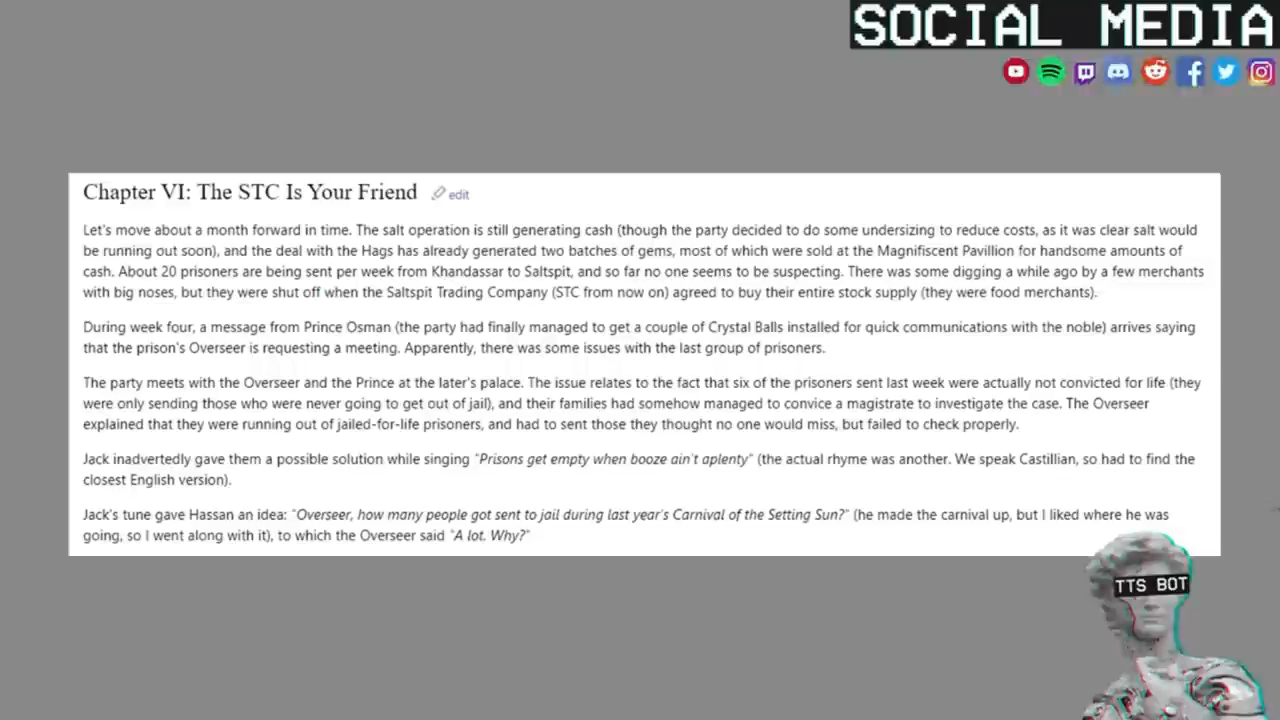 SOCIAL MEDIA
Chapter VI: The STC Is Your Friend edit
Let's move about a month forward in time. The salt operation is still generating cash (though the party decided to do some undersizing to reduce costs, as it was clear salt would
be running out soon), and the deal with the Hags has already generated two batches of gems, most of which were sold at the Magnifiscent Pavillion for handsome amounts of
cash. About 20 prisoners are being sent per week from Khandassar to Saltspit, and so far no one seems to be suspecting. There was some digging a while ago by a few merchants
with big noses, but they were shut off when the Saltspit Trading Company (STC from now on) agreed to buy their entire stock supply (they were food merchants).
During week four, a message from Prince Osman (the party had finally managed to get a couple of Crystal Balls installed for quick communications with the noble) arrives saying
that the prison's Overseer is requesting a meeting. Apparently, there was some issues with the last group of prisoners.
The party meets with the Overseer and the Prince at the later's palace. The issue relates to the fact that six of the prisoners sent last week were actually not convicted for life (they
were only sending those who were never going to get out of jail), and their families had somehow managed to convice a magistrate to investigate the case. The Overseer
explained that they were running out of jailed-for-life prisoners, and had to sent those they thought no one would miss, but failed to check properly.
Jack inadvertedly gave them a possible solution while singing "Prisons get empty when booze ain't aplenty" (the actual rhyme was another. We speak Castillian, so had to find the
closest English version).
Jack's tune gave Hassan an idea: "Overseer, how many people got sent to jail during last year's Carnival of the Setting Sun?" (he made the carnival up, but I liked where he was
going, so I went along with it), to which the Overseer said "A lot. Why?"
TTS BOT